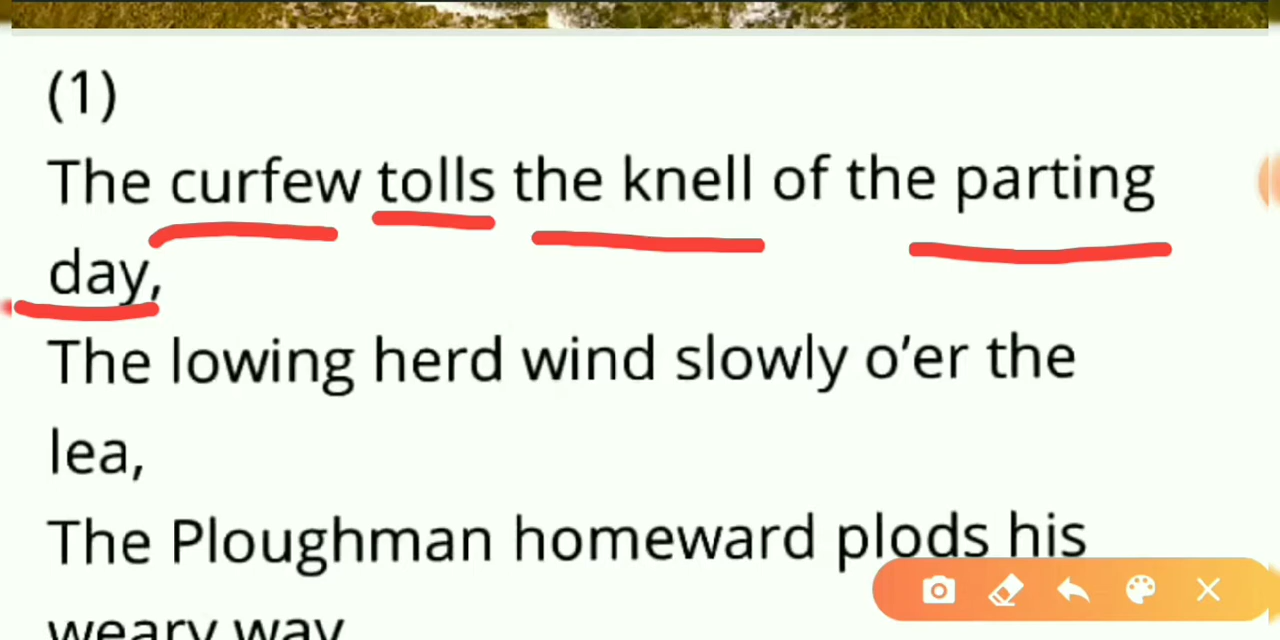 (1)
The curfew tolls the knell of the parting
day,
The lowing herd wind slowly o’er the
lea,
The Ploughman homeward plods his
weary way